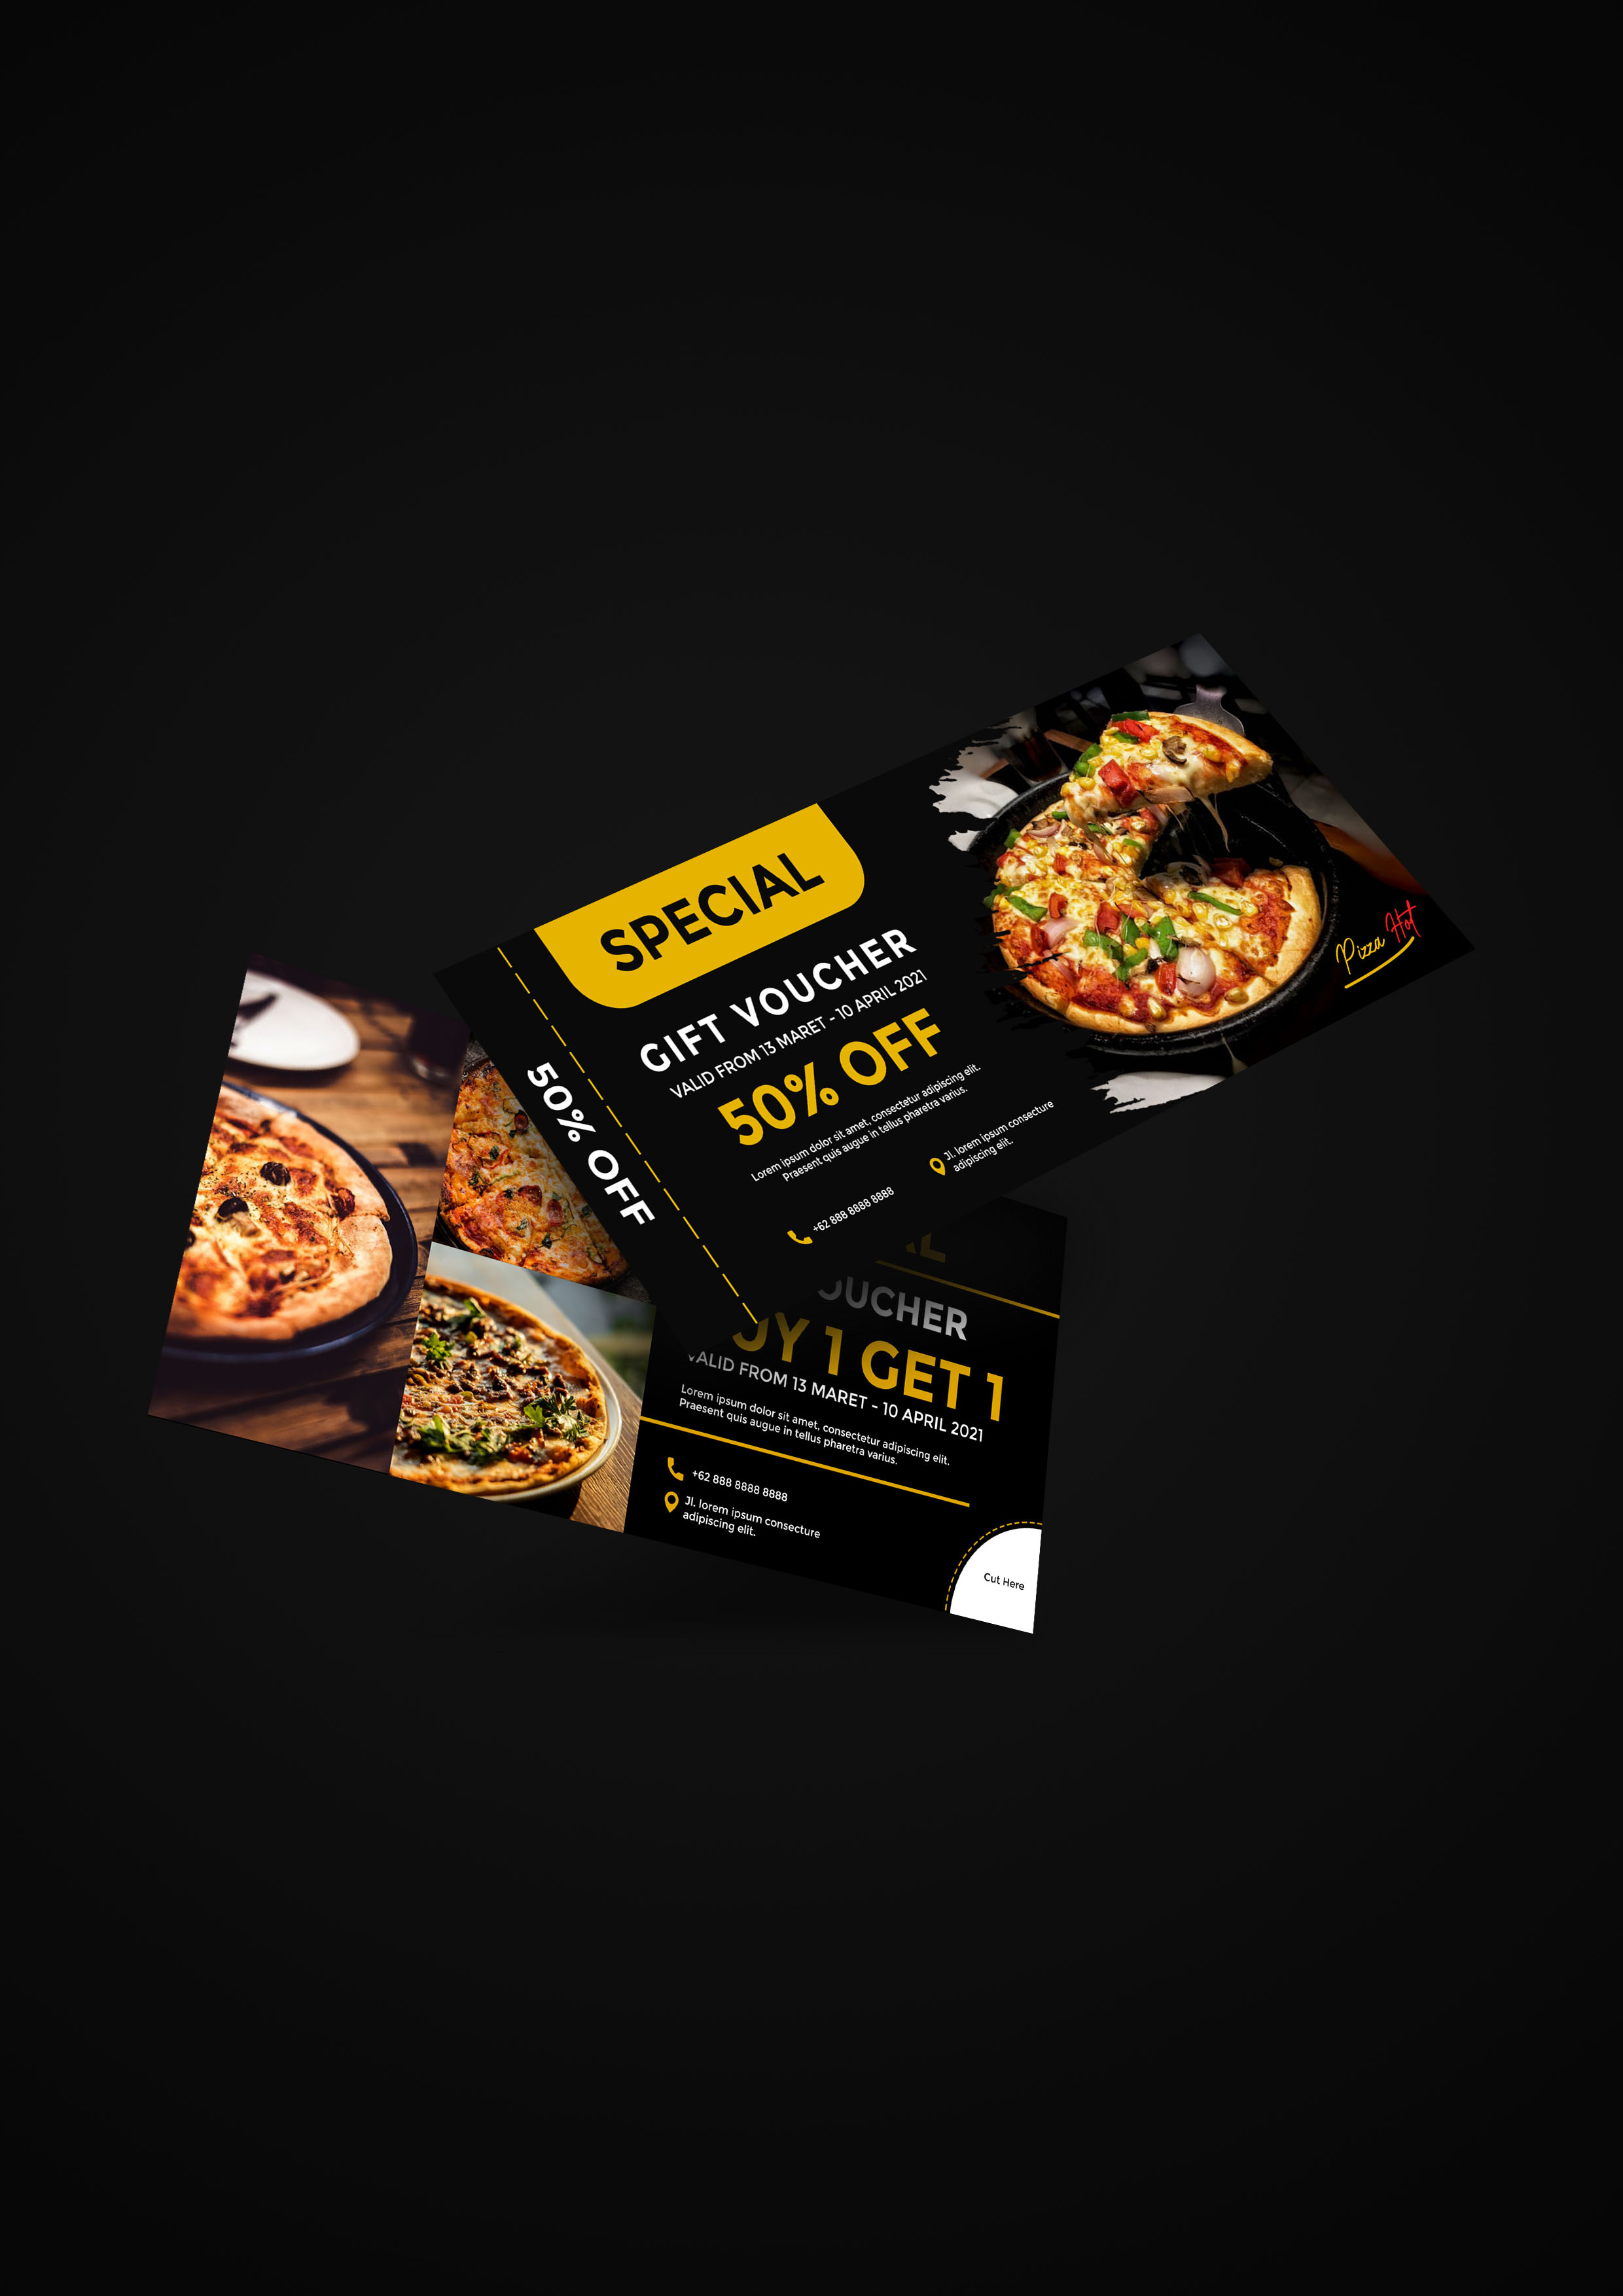 SPECIAL
GIFT VOUCHER
VALID FROM 13 MARET - 10 APRIL 2021
50% OFF
Lorem ipsum dolor sit amet, consectetur adipiscing elit.
Praesent quis augue in tellus pharetra varius.
+62 888 8888 8888
Jl. lorem ipsum consecture
adipiscing elit.
50% OFF
Pizza Hot
1 GET 1
VALID FROM 13 MARET - 10 APRIL 2021
Lorem ipsum dolor sit amet, consectetur adipiscing elit.
Praesent quis augue in tellus pharetra varius.
+62 888 8888 8888
Jl. lorem ipsum consecture
adipiscing elit.
Cut Here